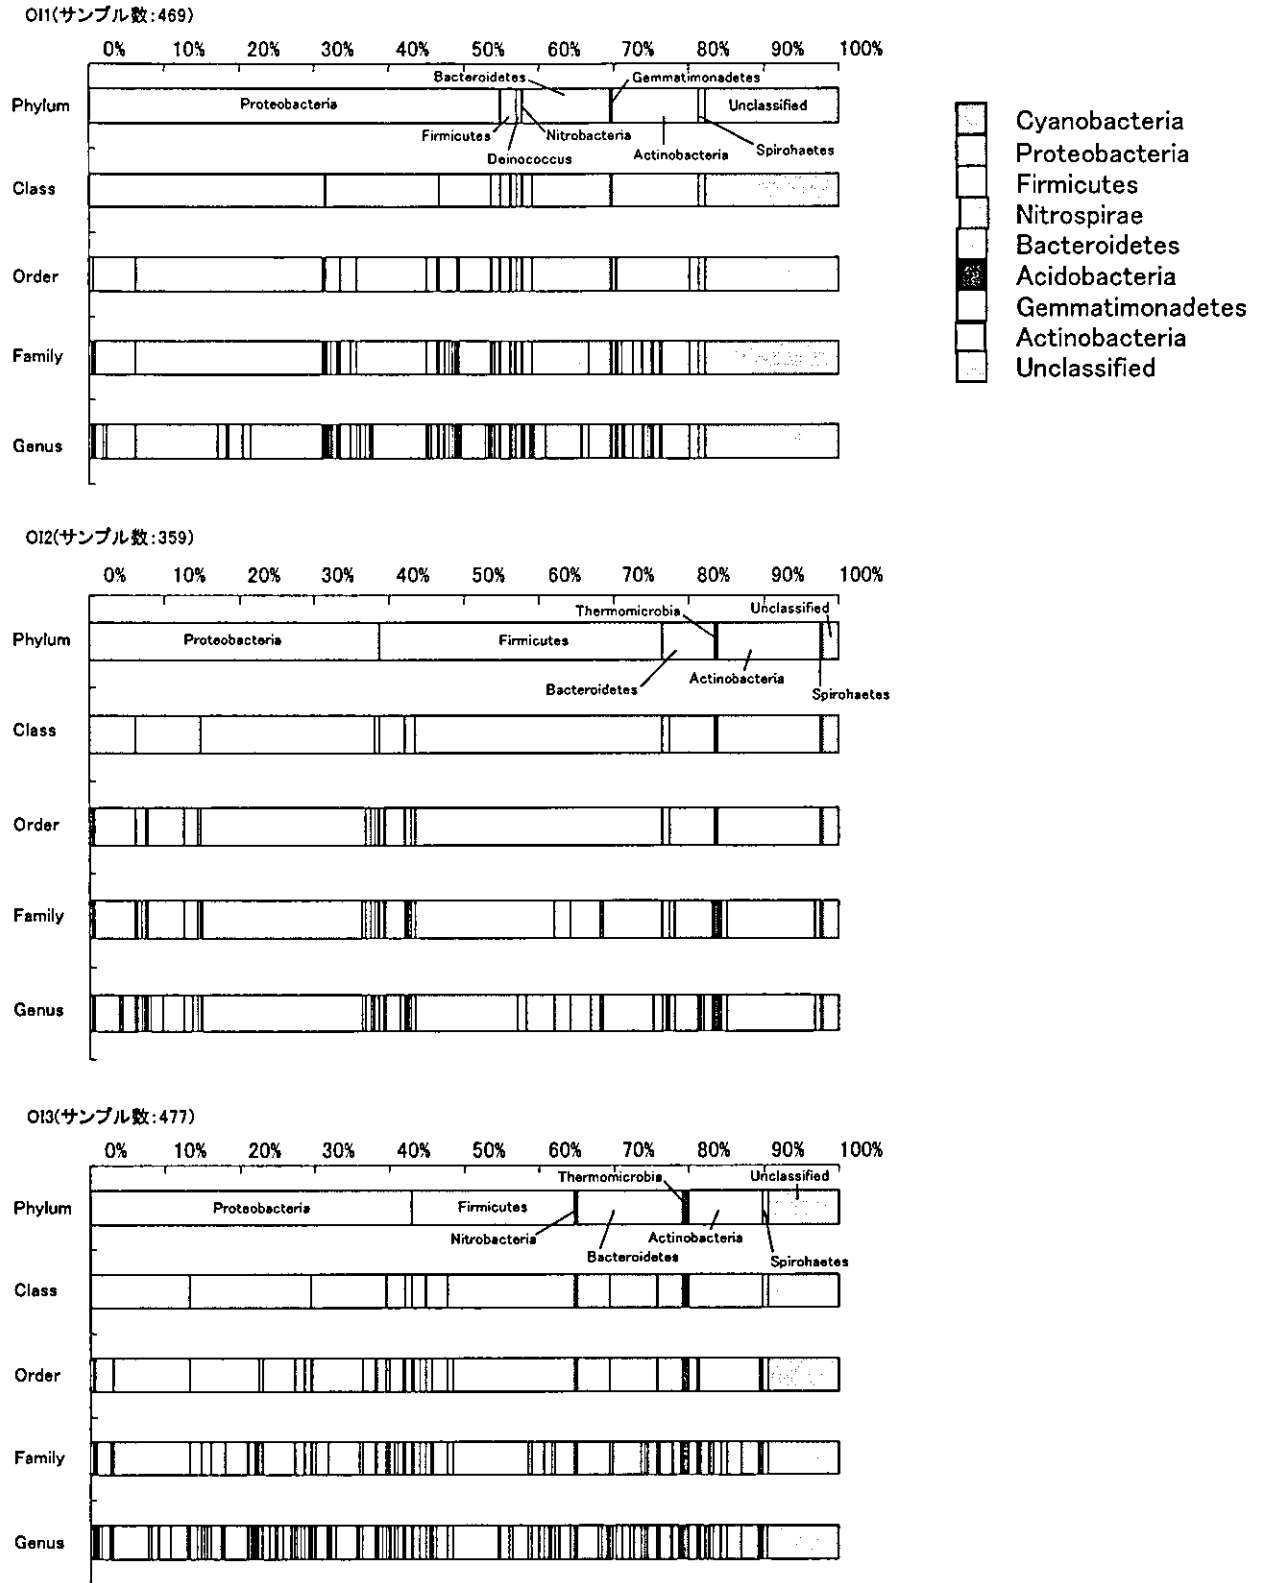 OI1(サンプル数:469)
0% 10% 20% 30% 40% 50% 60% 70% 80% 100%
Bacteroidetes Gemmatimonadetes
Phylum Proteobacteria Unclassified
Firmicutes Nitrobacteria
Deinococcus Actinobacteria Spirohaetes
Class
Order
Family
Genus
Cyanobacteria
Proteobacteria
Firmicutes
Nitrospirae
Bacteroidetes
Acidobacteria
Gemmatimonadetes
Actinobacteria
Unclassified
OI2(サンプル数:359)
0% 10% 20% 30% 40% 50% 60% 70% 80% 90% 100%
Thermomicrobia Unclassified
Phylum Proteobacteria Firmicutes
Bacteroidetes Actinobacteria Spirohaetes
Class
Order
Family
Genus
OI3(サンプル数:477)
0% 10% 20% 30% 40% 50% 60% 70% 80% 90% 100%
Thermomicrobia Unclassified
Phylum Proteobacteria Firmicutes
Nitrobacteria Actinobacteria
Bacteroidetes Spirohaetes
Class
Order
Family
Genus